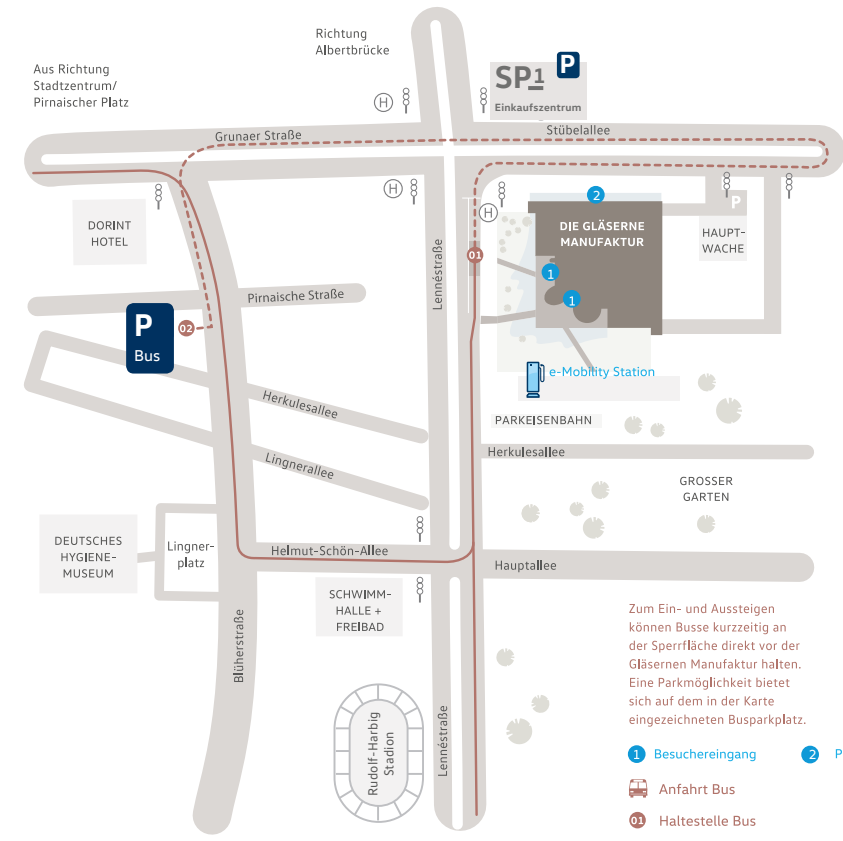 Richtung
Albertbrücke
Aus Richtung
Stadtzentrum/
Pirnaischer Platz
SP1
P
Einkaufszentrum
H
Grunaer Straße
Stübelallee
H
H
2
P
DORINT
HOTEL
DIE GLÄSERNE
MANUFAKTUR
HAUPT-
WACHE
Lennéstraße
01
1
1
Pirnaische Straße
P
Bus
02
e-Mobility Station
Herkulesallee
PARKEISENBAHN
Lingnerallee
Herkulesallee
GROSSER
GARTEN
DEUTSCHES
HYGIENE-
MUSEUM
Lingner-
platz
Helmut-Schön-Allee
Hauptallee
SCHWIMM-
HALLE +
FREIBAD
Blüherstraße
Rudolf-Harbig
Stadion
Lennéstraße
Zum Ein- und Aussteigen
können Busse kurzzeitig an
der Sperrfläche direkt vor der
Gläsernen Manufaktur halten.
Eine Parkmöglichkeit bietet
sich auf dem in der Karte
eingezeichneten Busparkplatz.
1 Besuchereingang
2 P
Anfahrt Bus
01 Haltestelle Bus